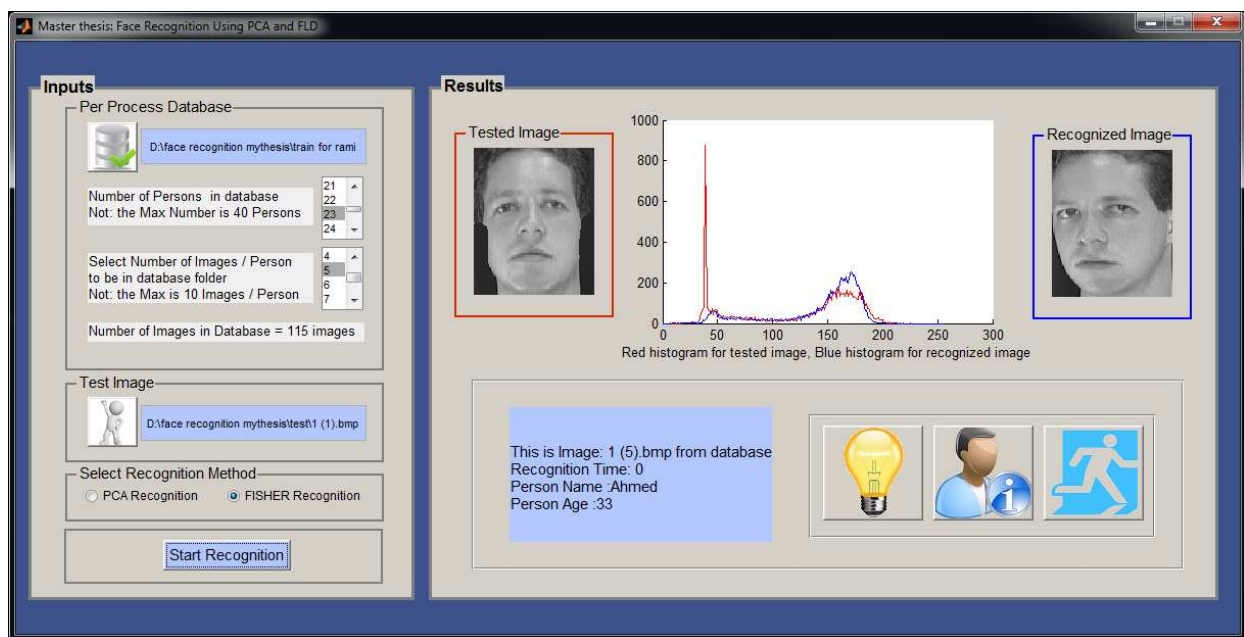 Master thesis: Face Recognition Using PCA and FLD
Inputs
Per Process Database
D:\face recognition mythesis\train for rami
Number of Persons in database
Not: the Max Number is 40 Persons
21
22
23
24
Select Number of Images / Person
to be in database folder
Not: the Max is 10 Images / Person
4
5
6
7
Number of Images in Database = 115 images
Test Image
D:\face recognition mythesis\test\1 (1).bmp
Select Recognition Method
PCA Recognition
FISHER Recognition
Start Recognition
Results
Tested Image
1000
800
600
400
200
0
0 50 100 150 200 250 300
Red histogram for tested image, Blue histogram for recognized image
Recognized Image
This is Image: 1 (5).bmp from database
Recognition Time: 0
Person Name :Ahmed
Person Age :33